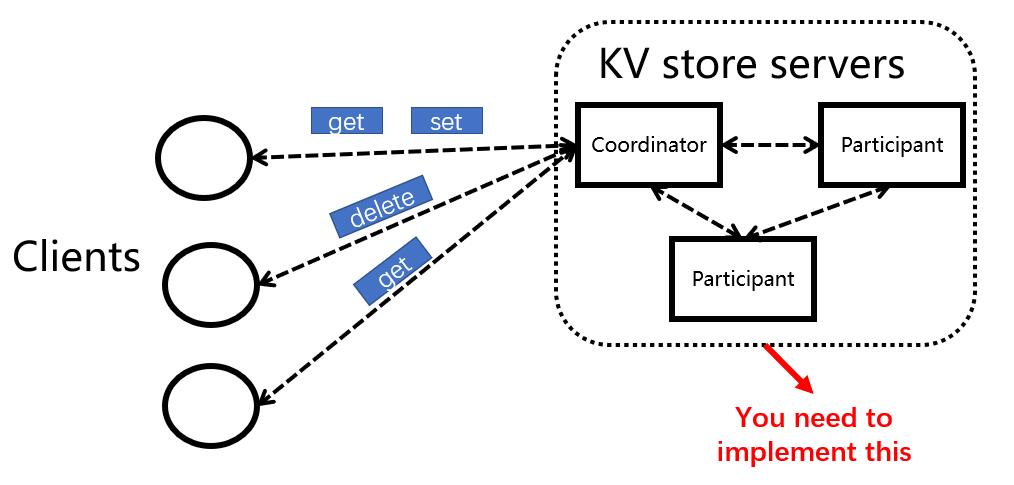 KV store servers
get
set
Coordinator
Participant
delete
Clients
get
Participant
You need to
implement this